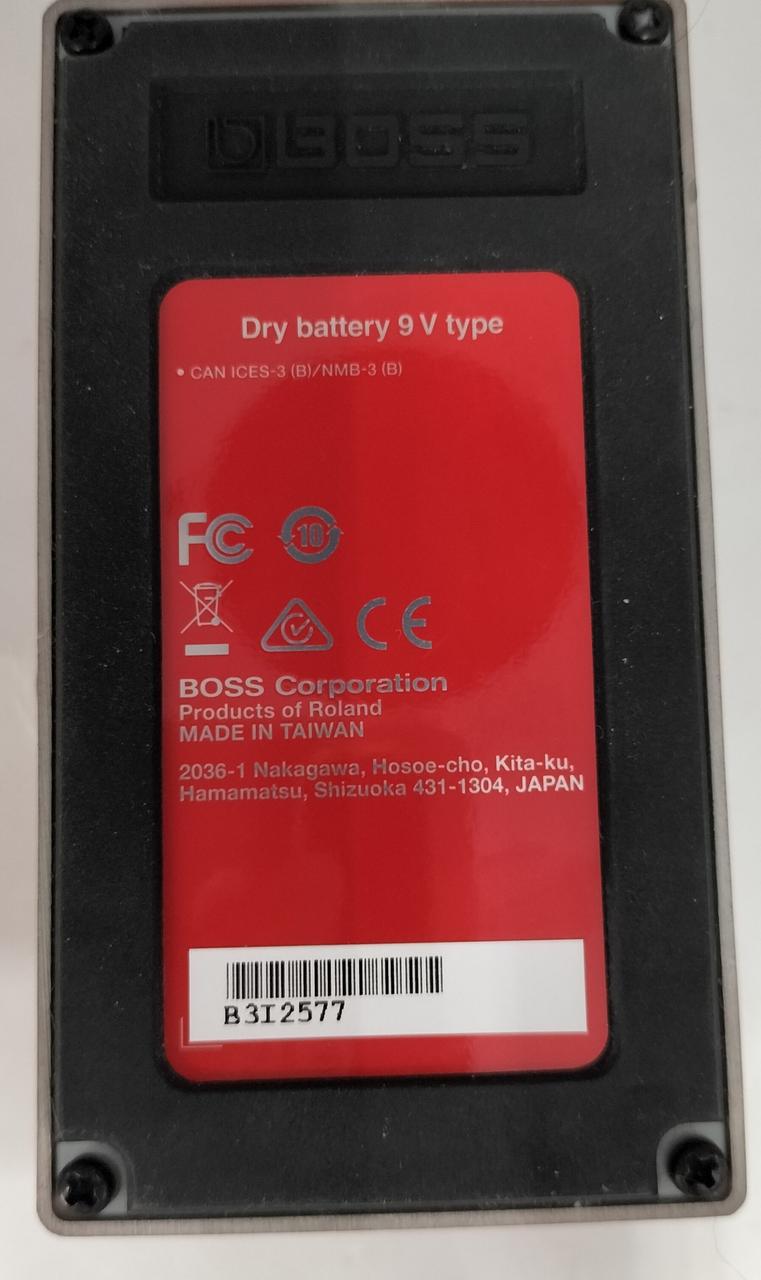 BOSS
Dry battery 9 V type
• CAN ICES-3 (B)/NMB-3 (B)
FC
10
CE
BOSS Corporation
Products of Roland
MADE IN TAIWAN
2036-1 Nakagawa, Hosoe-cho, Kita-ku,
Hamamatsu, Shizuoka 431-1304, JAPAN
B3I2577